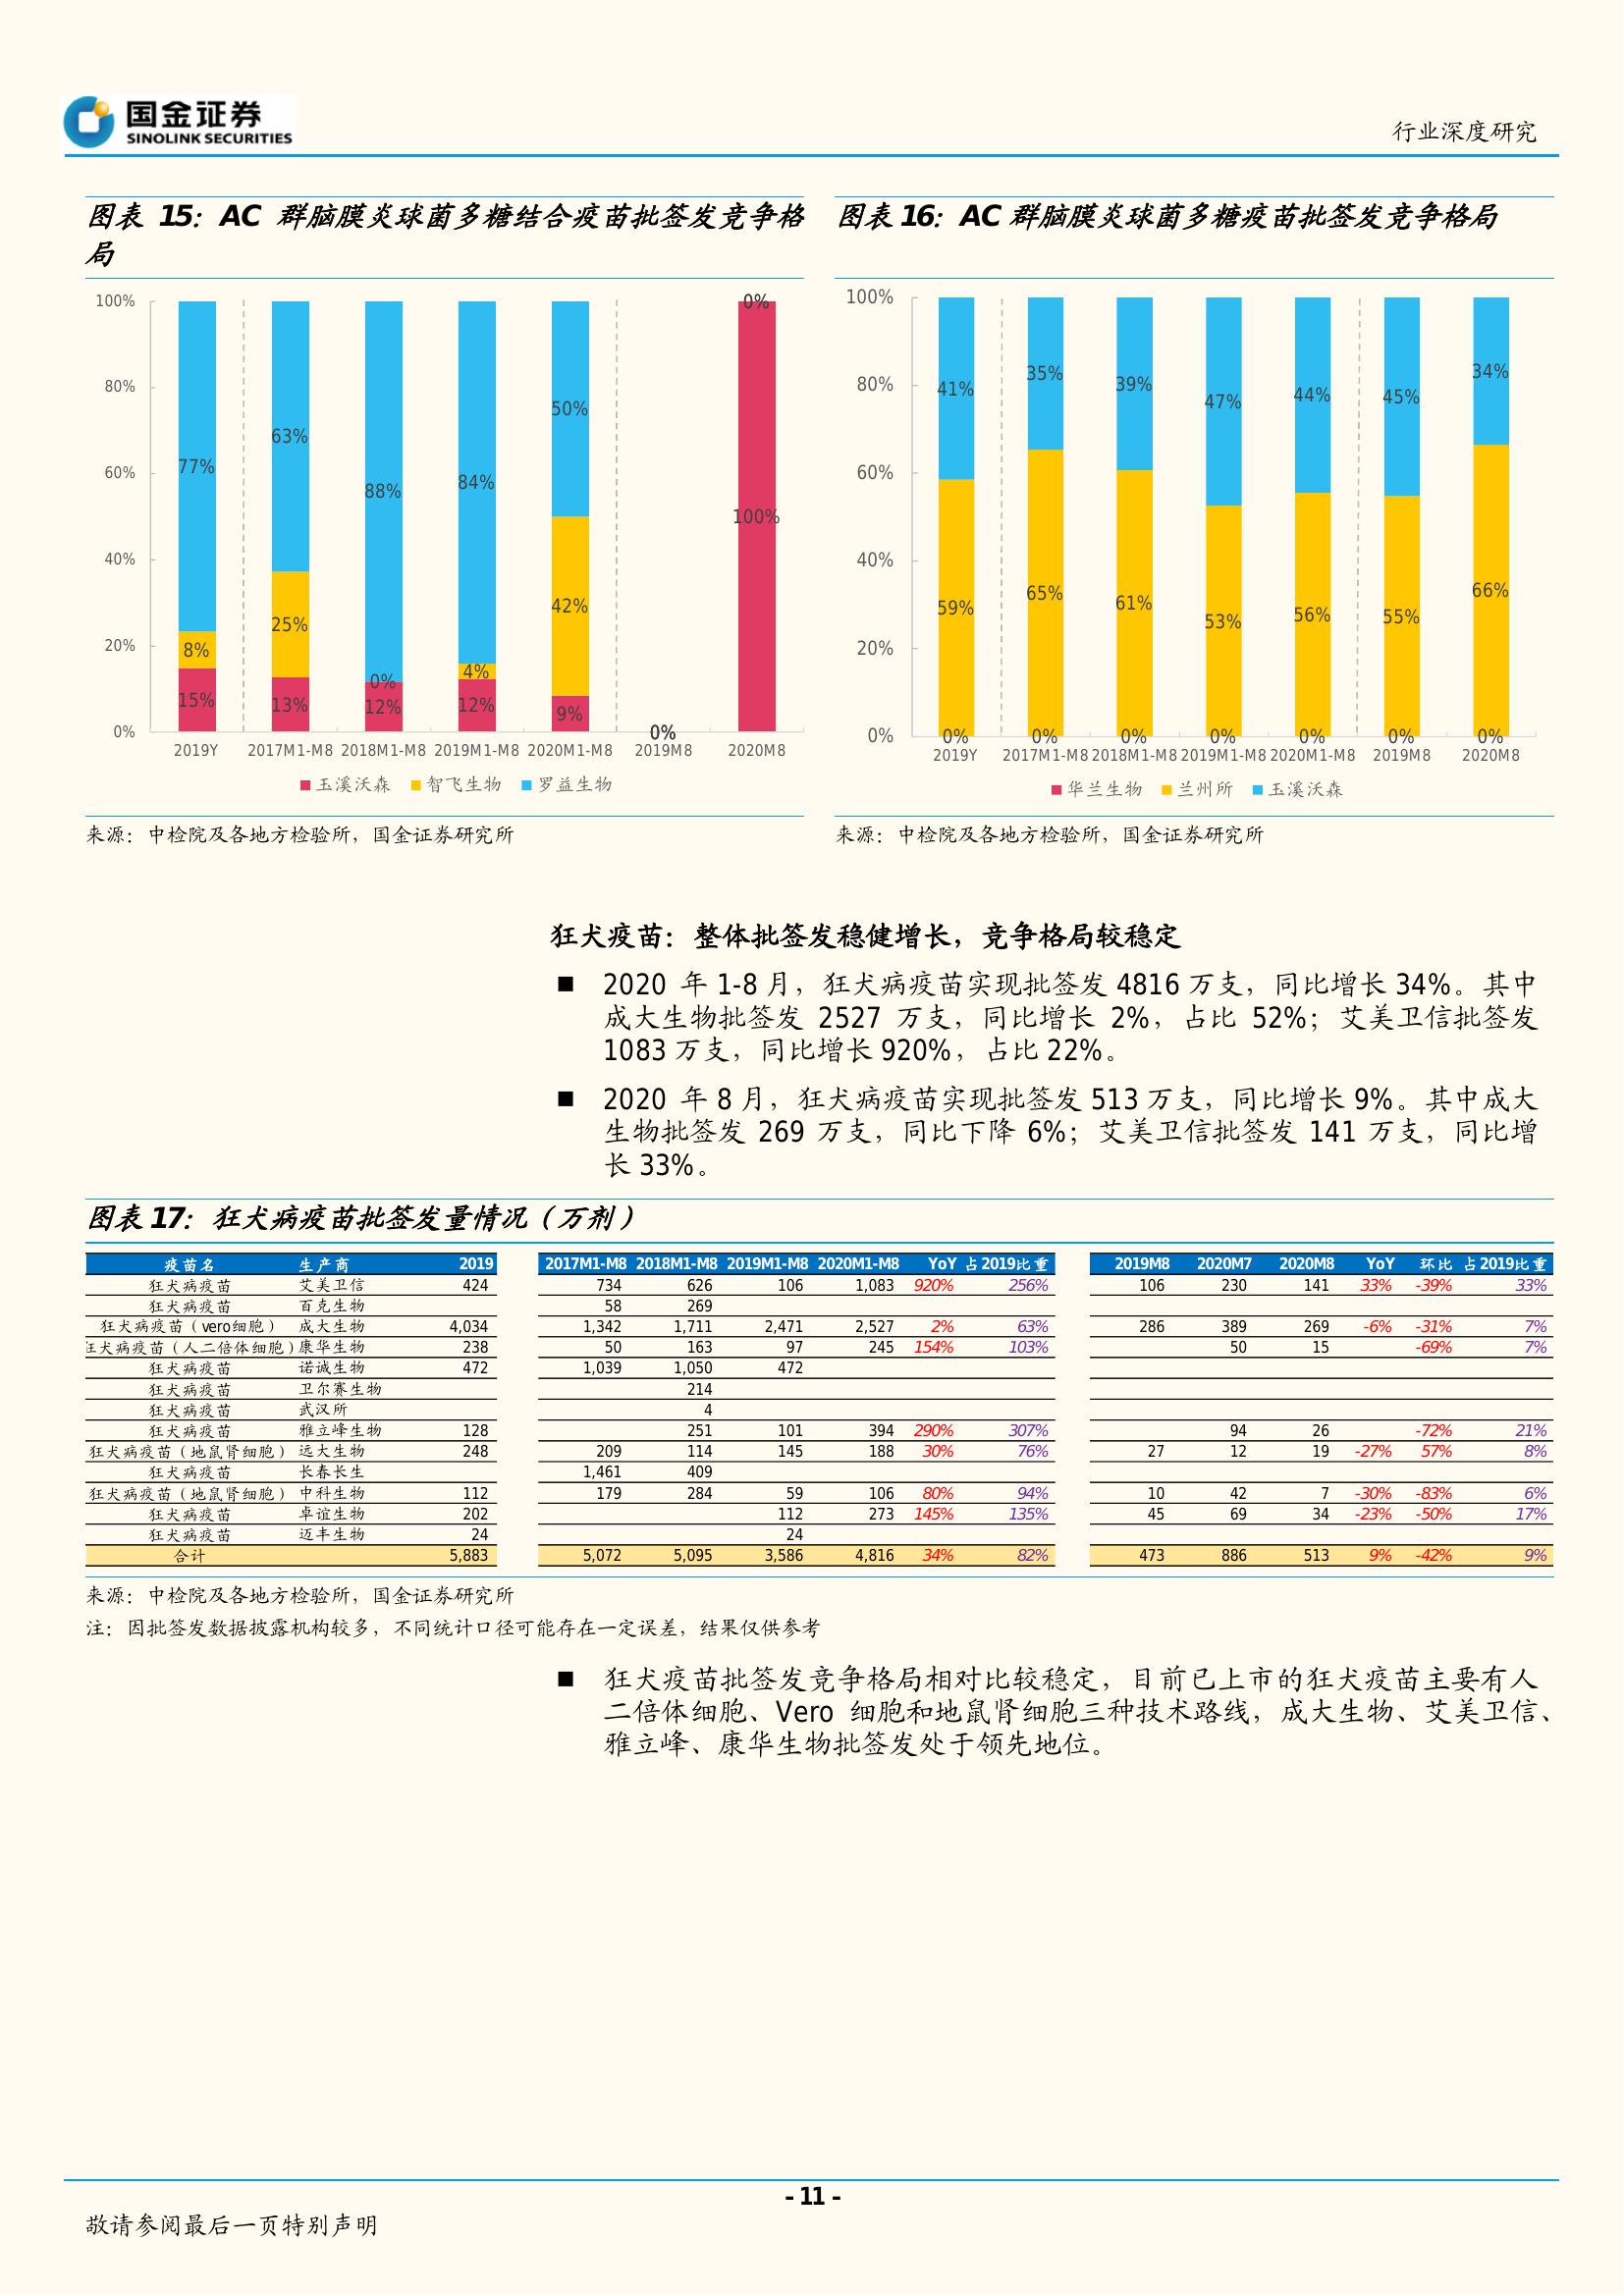 国金证券
SINOLINK SECURITIES
行业深度研究
图表 15：AC 群脑膜炎球菌多糖结合疫苗批签发竞争格
局
100%
80%
60%
40%
20%
0%
77% 63% 88% 84% 50% 0%
8% 25% 0% 4% 42%
15% 13% 12% 12% 9% 0% 100%
2019Y 2017M1-M8 2018M1-M8 2019M1-M8 2020M1-M8 2019M8 2020M8
玉溪沃森 智飞生物 罗益生物
来源：中检院及各地方检验所，国金证券研究所
图表 16：AC 群脑膜炎球菌多糖疫苗批签发竞争格局
100%
80%
60%
40%
20%
0%
41% 35% 39% 47% 44% 45% 34%
59% 65% 61% 53% 56% 55% 66%
0% 0% 0% 0% 0% 0% 0%
2019Y 2017M1-M8 2018M1-M8 2019M1-M8 2020M1-M8 2019M8 2020M8
华兰生物 兰州所 玉溪沃森
来源：中检院及各地方检验所，国金证券研究所
狂犬疫苗：整体批签发稳健增长，竞争格局较稳定
■ 2020 年 1-8 月，狂犬病疫苗实现批签发 4816 万支，同比增长 34%。其中
成大生物批签发 2527 万支，同比增长 2%，占比 52%；艾美卫信批签发
1083 万支，同比增长 920%，占比 22%。
■ 2020 年 8 月，狂犬病疫苗实现批签发 513 万支，同比增长 9%。其中成大
生物批签发 269 万支，同比下降 6%；艾美卫信批签发 141 万支，同比增
长 33%。
图表 17：狂犬病疫苗批签发量情况（万剂）
疫苗名 生产商 2019 2017M1-M8 2018M1-M8 2019M1-M8 2020M1-M8 YoY 占2019比重 2019M8 2020M7 2020M8 YoY 环比 占2019比重
狂犬病疫苗 艾美卫信 424 734 626 106 1,083 920% 256% 106 230 141 33% -39% 33%
狂犬病疫苗 百克生物 58 269
狂犬病疫苗（vero细胞） 成大生物 4,034 1,342 1,711 2,471 2,527 2% 63% 286 389 269 -6% -31% 7%
狂犬病疫苗（人二倍体细胞） 康华生物 238 50 163 97 245 154% 103% 50 15 -69% 7%
狂犬病疫苗 诺诚生物 472 1,039 1,050 472
狂犬病疫苗 卫尔赛生物 214
狂犬病疫苗 武汉所 4
狂犬病疫苗 雅立峰生物 128 251 101 394 290% 307% 94 26 -72% 21%
狂犬病疫苗（地鼠肾细胞） 远大生物 248 209 114 145 188 30% 76% 27 12 19 -27% 57% 8%
狂犬病疫苗 长春长生 1,461 409
狂犬病疫苗（地鼠肾细胞） 中科生物 112 179 284 59 106 80% 94% 10 42 7 -30% -83% 6%
狂犬病疫苗 卓谊生物 202 112 273 145% 135% 45 69 34 -23% -50% 17%
狂犬病疫苗 迈丰生物 24 24
合计 5,883 5,072 5,095 3,586 4,816 34% 82% 473 886 513 9% -42% 9%
来源：中检院及各地方检验所，国金证券研究所
注：因批签发数据披露机构较多，不同统计口径可能存在一定误差，结果仅供参考
■ 狂犬疫苗批签发竞争格局相对比较稳定，目前已上市的狂犬疫苗主要有人
二倍体细胞、Vero 细胞和地鼠肾细胞三种技术路线，成大生物、艾美卫信、
雅立峰、康华生物批签发处于领先地位。
- 11 -
敬请参阅最后一页特别声明